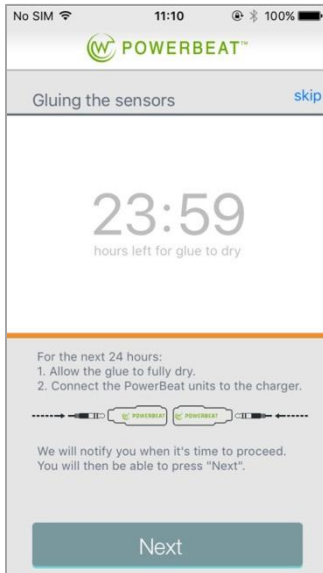 No SIM 11:10 100%
POWERBEAT™
Gluing the sensors skip
23:59
hours left for glue to dry
For the next 24 hours:
1. Allow the glue to fully dry.
2. Connect the PowerBeat units to the charger.
POWERBEAT POWERBEAT
We will notify you when it's time to proceed.
You will then be able to press "Next".
Next